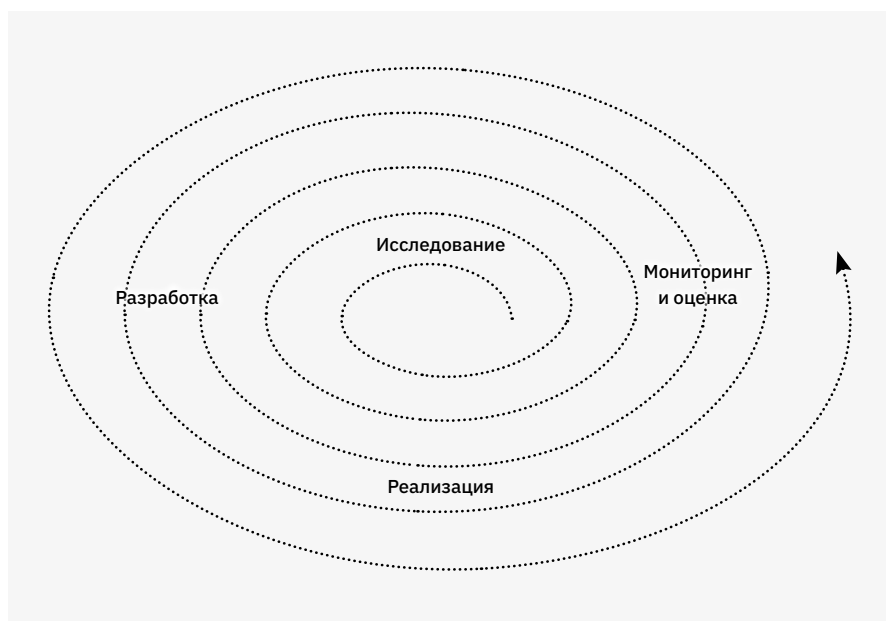 Исследование
Мониторинг
и оценка
Разработка
Реализация